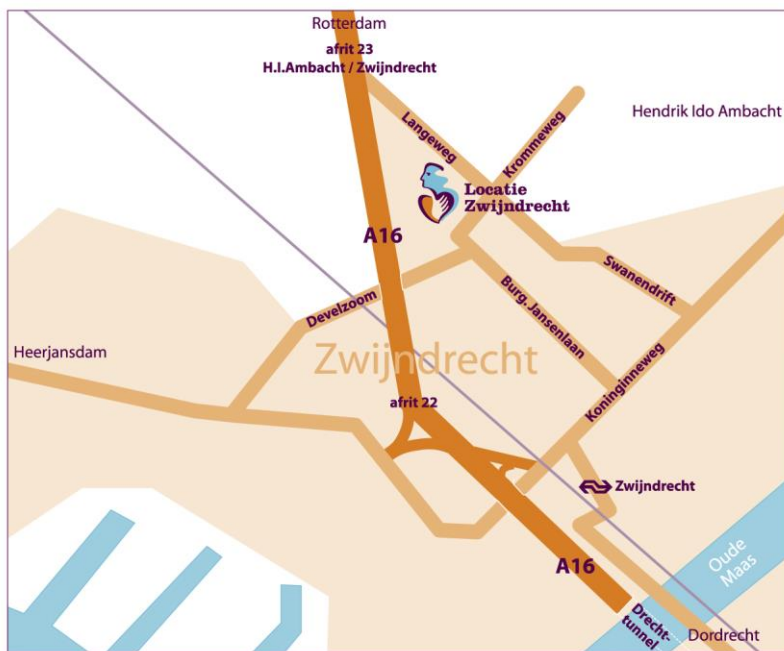 Rotterdam
afrit 23
H.I.Ambacht / Zwijndrecht
Hendrik Ido Ambacht
Langeweg
Krommeweg
Locatie
Zwijndrecht
A16
Swanendrift
Develzoom
Burg.Jansenlaan
Heerjansdam
Zwijndrecht
Koninginneweg
afrit 22
Zwijndrecht
A16
Oude
Maas
Drecht-
tunnel
Dordrecht